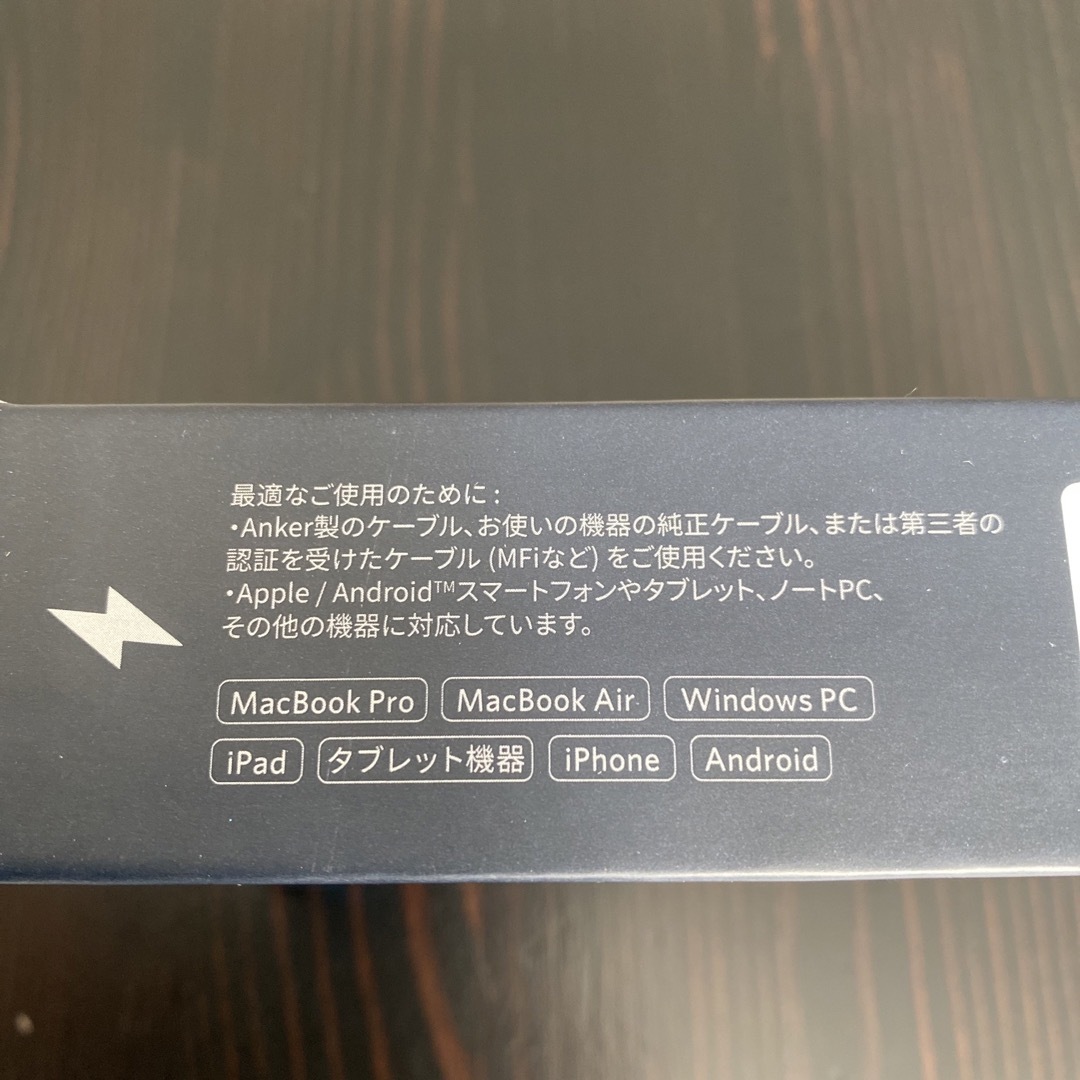 最適なご使用のために:
・Anker製のケーブル、お使いの機器の純正ケーブル、または第三者の
認証を受けたケーブル (MFiなど) をご使用ください。
・Apple / Android™スマートフォンやタブレット、ノートPC、
その他の機器に対応しています。
MacBook Pro MacBook Air Windows PC
iPad タブレット機器 iPhone Android